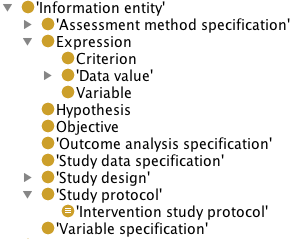 'Information entity'
'Assessment method specification'
Expression
Criterion
'Data value'
Variable
Hypothesis
Objective
'Outcome analysis specification'
'Study data specification'
'Study design'
'Study protocol'
'Intervention study protocol'
'Variable specification'